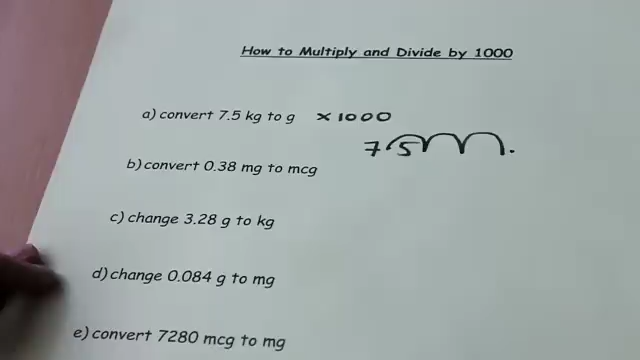 How to Multiply and Divide by 1000
a) convert 7.5 kg to g × 1000
7 5 .
b) convert 0.38 mg to mcg
c) change 3.28 g to kg
d) change 0.084 g to mg
e) convert 7280 mcg to mg